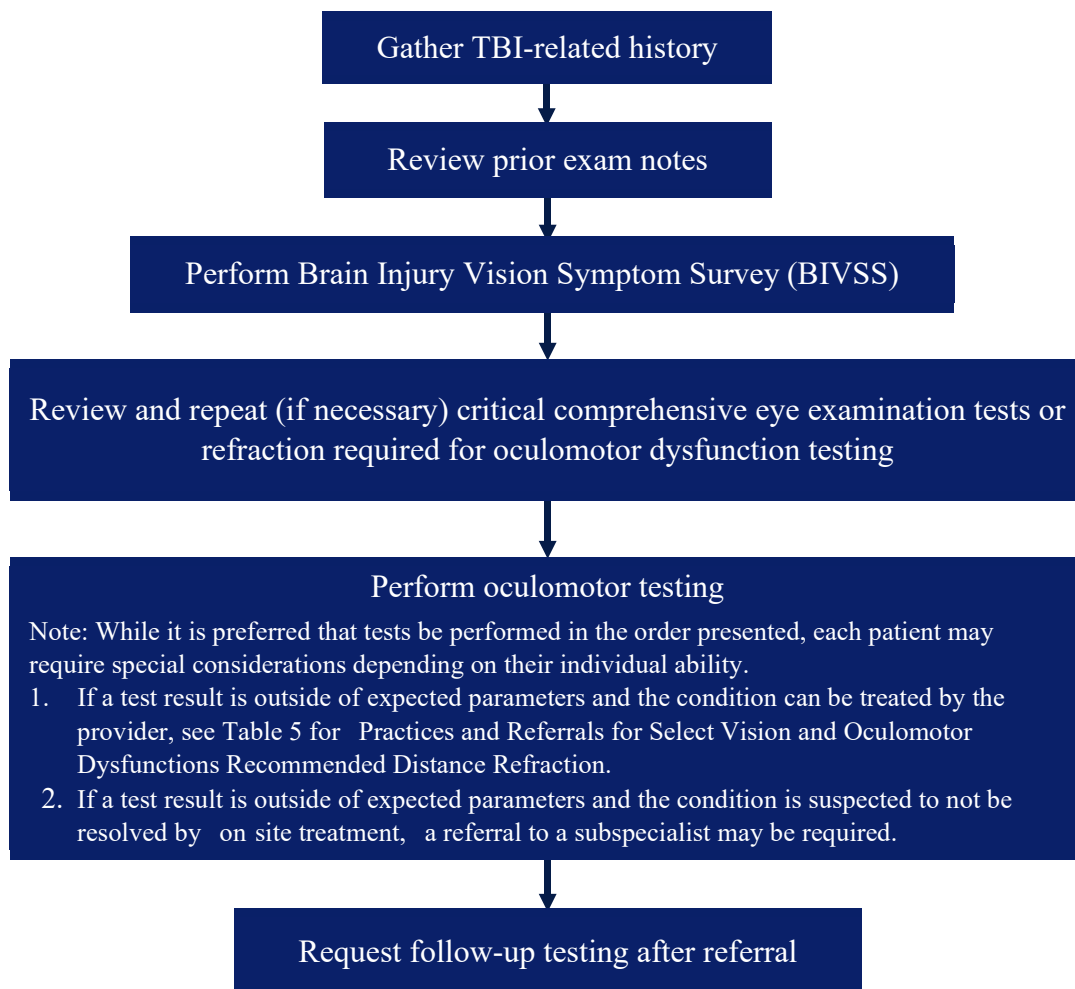 Gather TBI-related history
Review prior exam notes
Perform Brain Injury Vision Symptom Survey (BIVSS)
Review and repeat (if necessary) critical comprehensive eye examination tests or
refraction required for oculomotor dysfunction testing
Perform oculomotor testing
Note: While it is preferred that tests be performed in the order presented, each patient may
require special considerations depending on their individual ability.
1. If a test result is outside of expected parameters and the condition can be treated by the
provider, see Table 5 for Practices and Referrals for Select Vision and Oculomotor
Dysfunctions Recommended Distance Refraction.
2. If a test result is outside of expected parameters and the condition is suspected to not be
resolved by on site treatment, a referral to a subspecialist may be required.
Request follow-up testing after referral